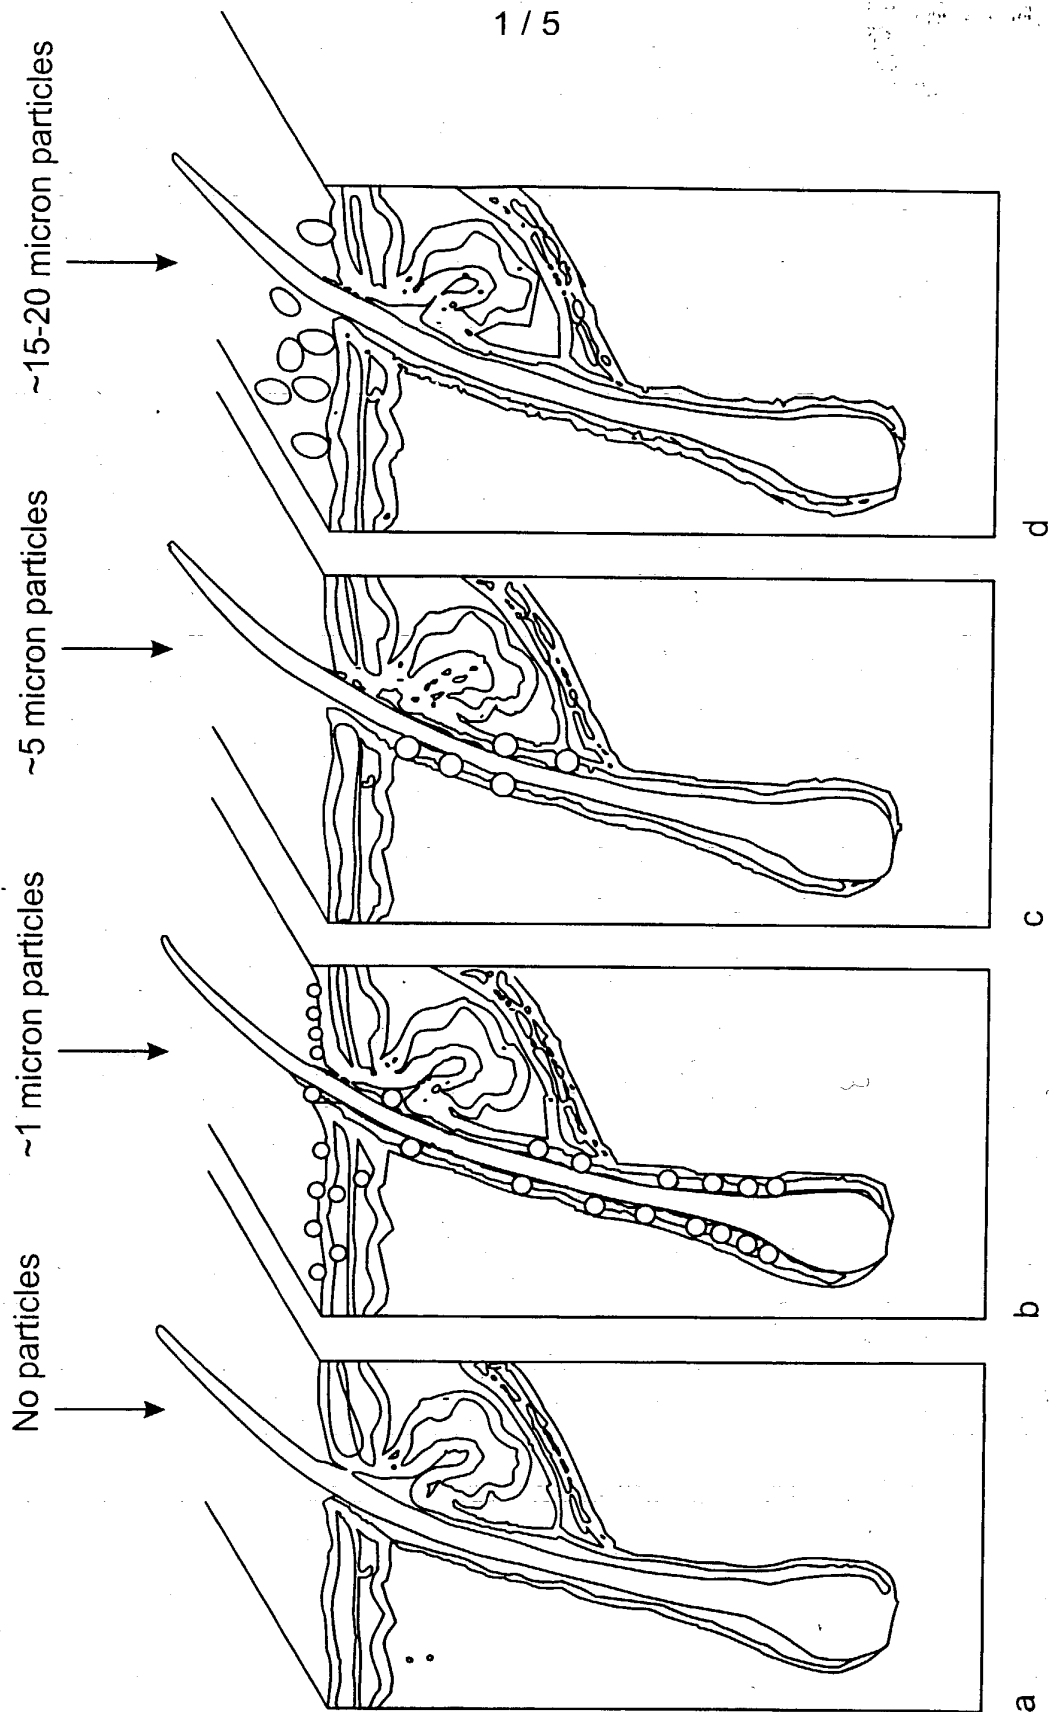 1 / 5
No particles
~1 micron particles
~5 micron particles
~15-20 micron particles
a
b
c
d